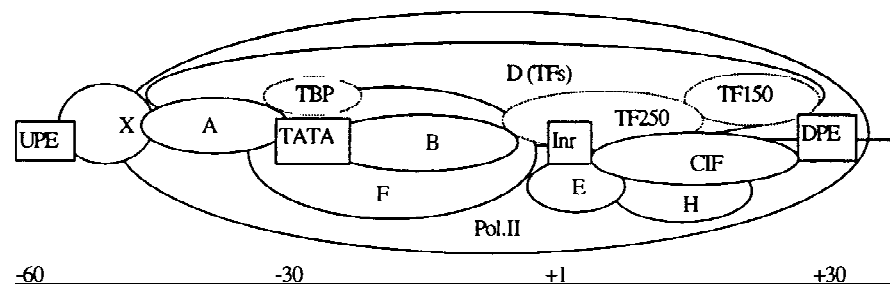 D (TFs)
TBP
TF150
X
A
TF250
UPE
TATA
B
Inr
DPE
CIF
F
E
H
Pol.II
-60
-30
+1
+30